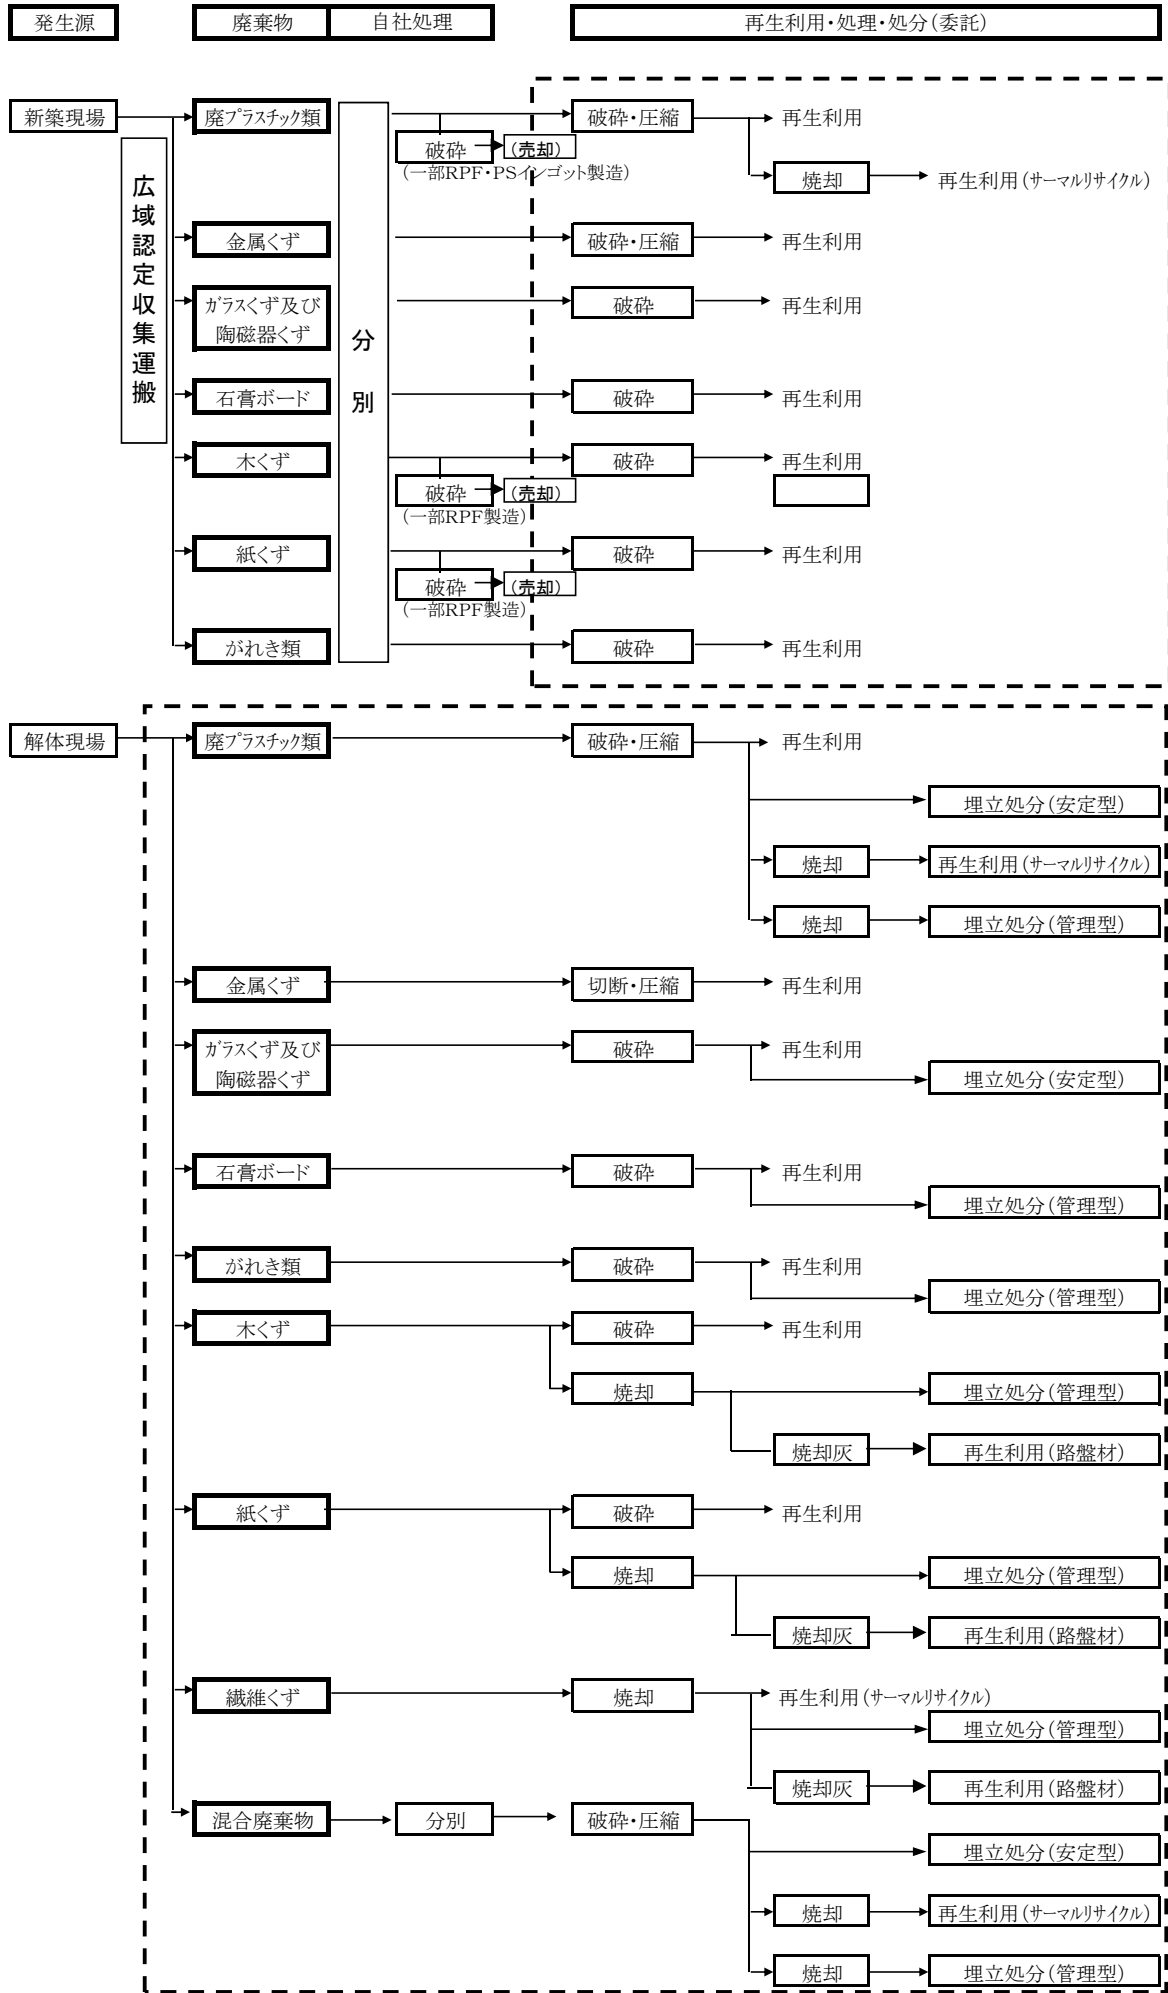 発生源
廃棄物
自社処理
再生利用・処理・処分(委託)
新築現場
広域認定収集運搬
分別
廃プラスチック類
破砕
(売却)
(一部RPF・PSインゴット製造)
破砕・圧縮
再生利用
焼却
再生利用(サーマルリサイクル)
金属くず
破砕・圧縮
再生利用
ガラスくず及び
陶磁器くず
破砕
再生利用
石膏ボード
破砕
再生利用
木くず
破砕
再生利用
破砕
(売却)
(一部RPF製造)
紙くず
破砕
再生利用
破砕
(売却)
(一部RPF製造)
がれき類
破砕
再生利用
解体現場
廃プラスチック類
破砕・圧縮
再生利用
埋立処分(安定型)
焼却
再生利用(サーマルリサイクル)
焼却
埋立処分(管理型)
金属くず
切断・圧縮
再生利用
ガラスくず及び
陶磁器くず
破砕
再生利用
埋立処分(安定型)
石膏ボード
破砕
再生利用
埋立処分(管理型)
がれき類
破砕
再生利用
埋立処分(管理型)
木くず
破砕
再生利用
焼却
埋立処分(管理型)
焼却灰
再生利用(路盤材)
紙くず
破砕
再生利用
焼却
埋立処分(管理型)
焼却灰
再生利用(路盤材)
繊維くず
焼却
再生利用(サーマルリサイクル)
埋立処分(管理型)
焼却灰
再生利用(路盤材)
混合廃棄物
分別
破砕・圧縮
埋立処分(安定型)
焼却
再生利用(サーマルリサイクル)
焼却
埋立処分(管理型)